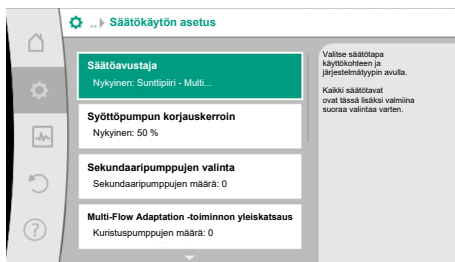 .. Säätökäytön asetus
Säätöavustaja
Nykyinen: Sunttipiiri - Multi...
Syöttöpumpun korjauskerroin
Nykyinen: 50 %
Sekundaaripumppujen valinta
Sekundaaripumppujen määrä: 0
Multi-Flow Adaptation -toiminnon yleiskatsaus
Kuristuspumppujen määrä: 0
Valitse säätötapa
käyttökohteen ja
järjestelmätyypin avulla.
Kaikki säätötavat
ovat tässä lisäksi valmiina
suoraa valintaa varten.
?